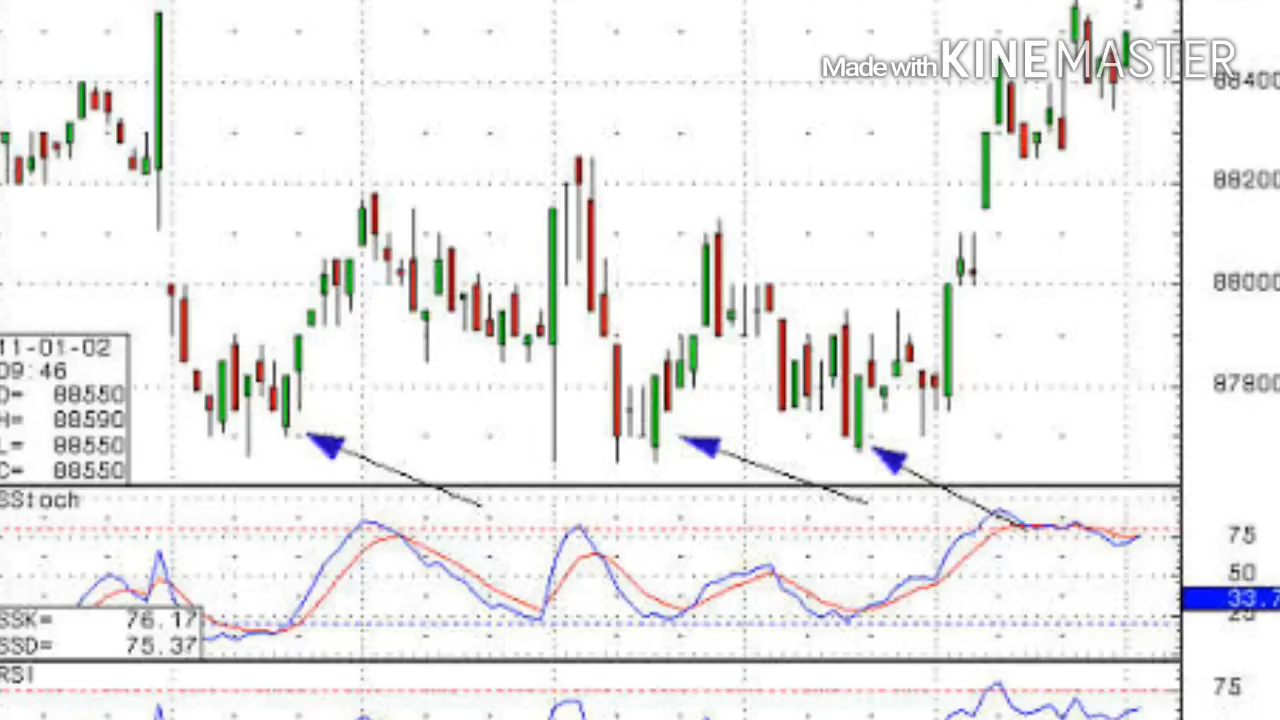 Made with KINEMASTER
88400
88200
88000
87800
11-01-02
09:46
O= 88550
H= 88590
L= 88550
C= 88550
SStoch
75
50
33.7
25
SSK= 76.17
SSD= 75.37
RSI
75